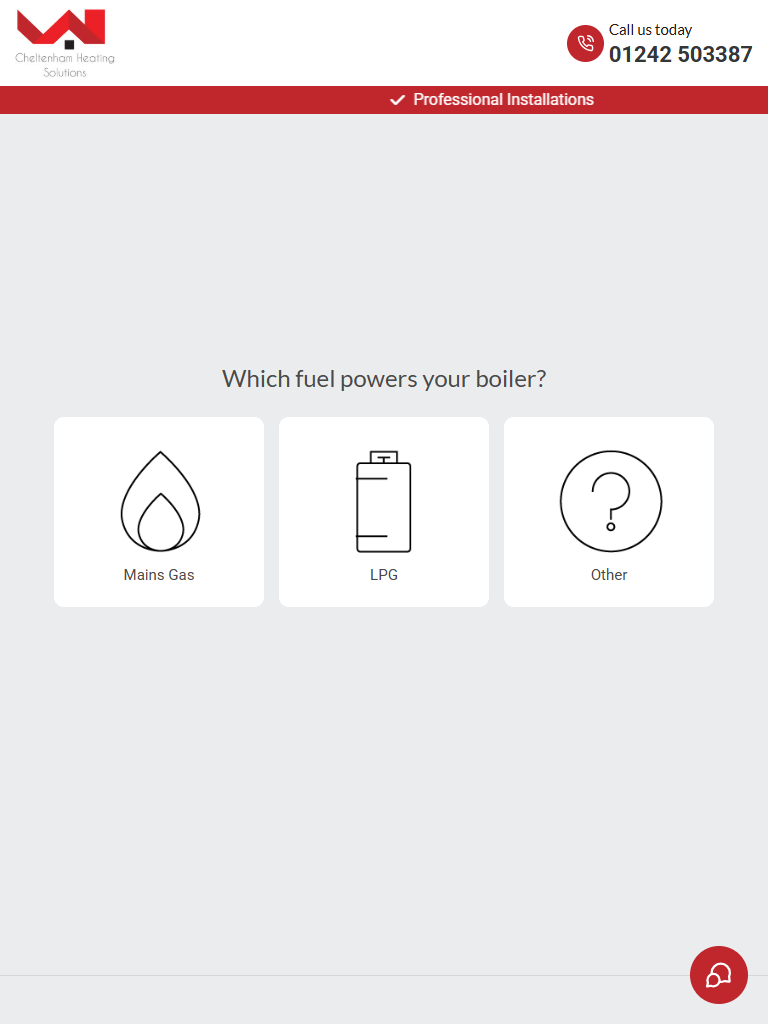 Cheltenham Heating
Solutions
Call us today
01242 503387
Professional Installations
Which fuel powers your boiler?
Mains Gas
LPG
Other